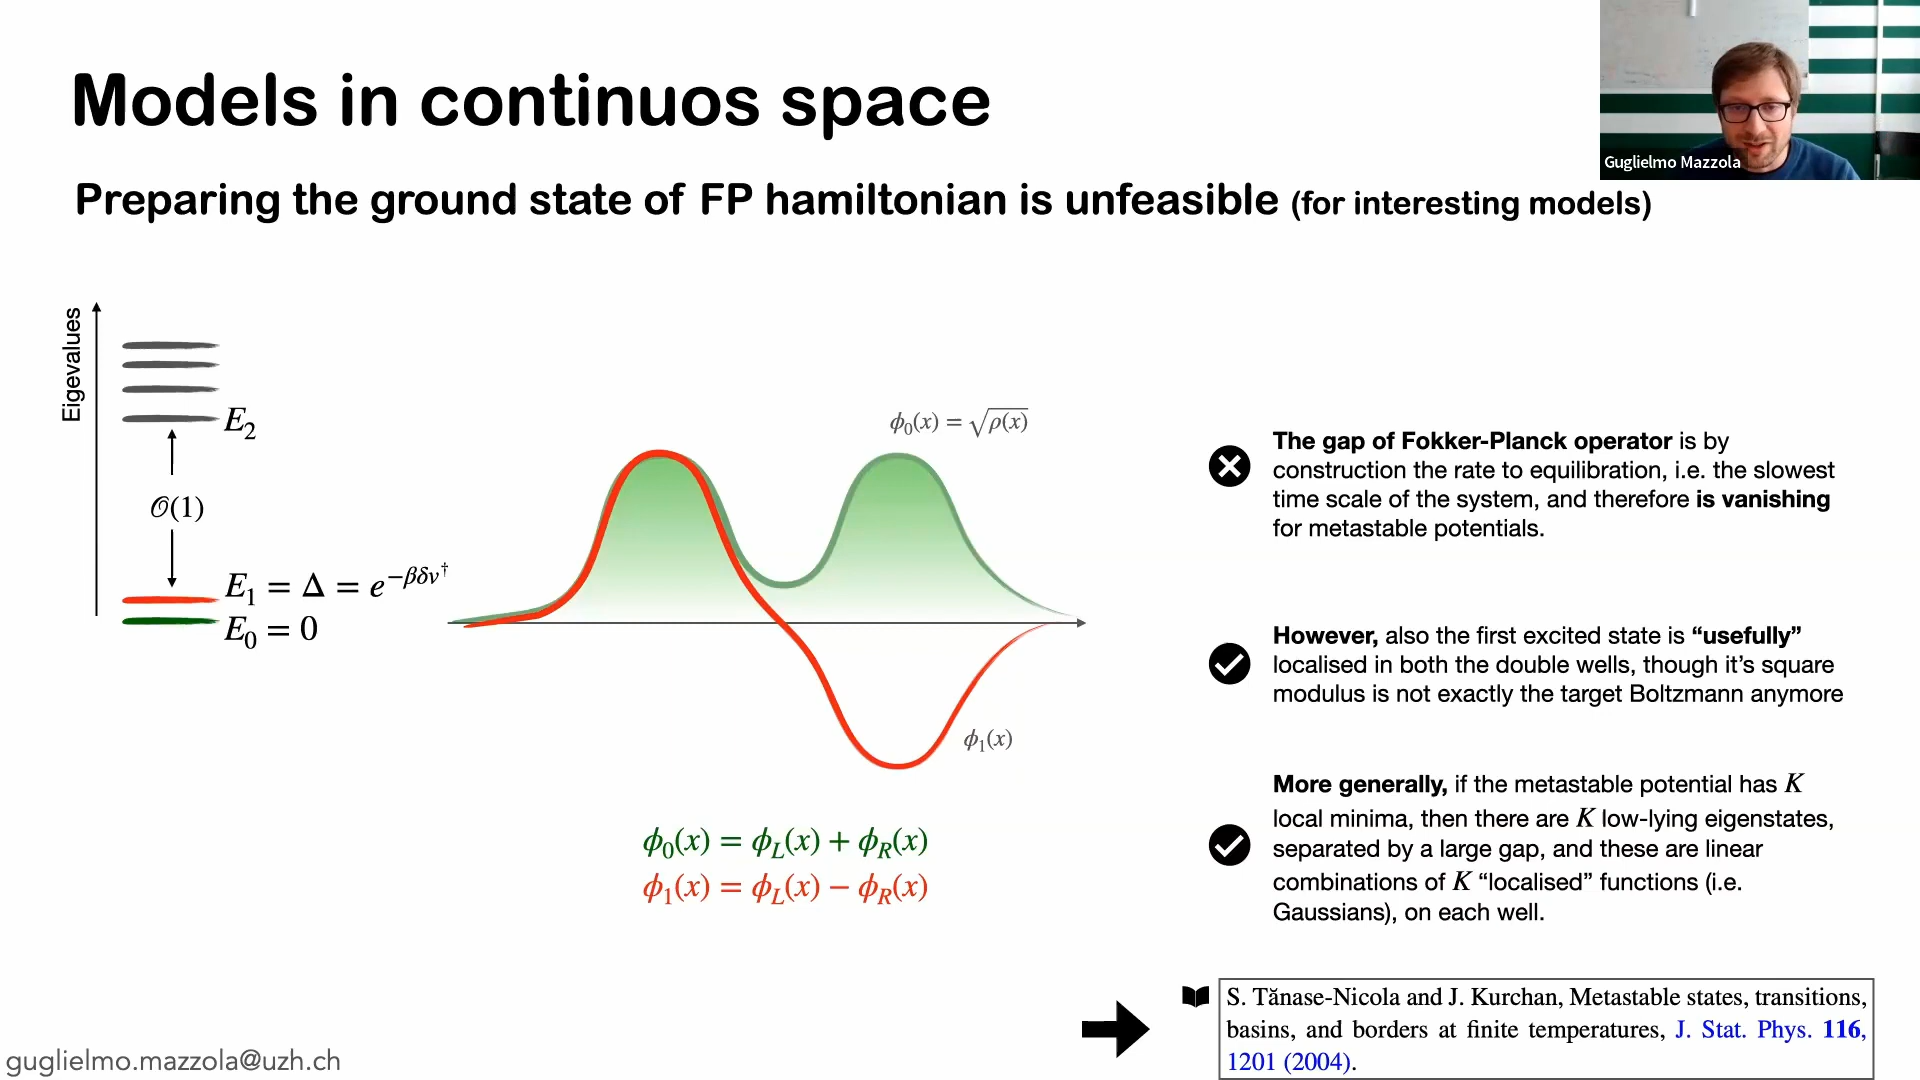 Models in continuos space
Guglielmo Mazzola
Preparing the ground state of FP hamiltonian is unfeasible (for interesting models)
Eigevalues
E₂
𝒪(1)
E₁ = Δ = e^{−βδv†}
E₀ = 0
ϕ₀(x) = √ρ(x)
ϕ₁(x)
ϕ₀(x) = ϕ_L(x) + ϕ_R(x)
ϕ₁(x) = ϕ_L(x) − ϕ_R(x)
The gap of Fokker-Planck operator is by
construction the rate to equilibration, i.e. the slowest
time scale of the system, and therefore is vanishing
for metastable potentials.
However, also the first excited state is “usefully”
localised in both the double wells, though it’s square
modulus is not exactly the target Boltzmann anymore
More generally, if the metastable potential has K
local minima, then there are K low-lying eigenstates,
separated by a large gap, and these are linear
combinations of K “localised” functions (i.e.
Gaussians), on each well.
S. Tănase-Nicola and J. Kurchan, Metastable states, transitions,
basins, and borders at finite temperatures, J. Stat. Phys. 116,
1201 (2004).
guglielmo.mazzola@uzh.ch